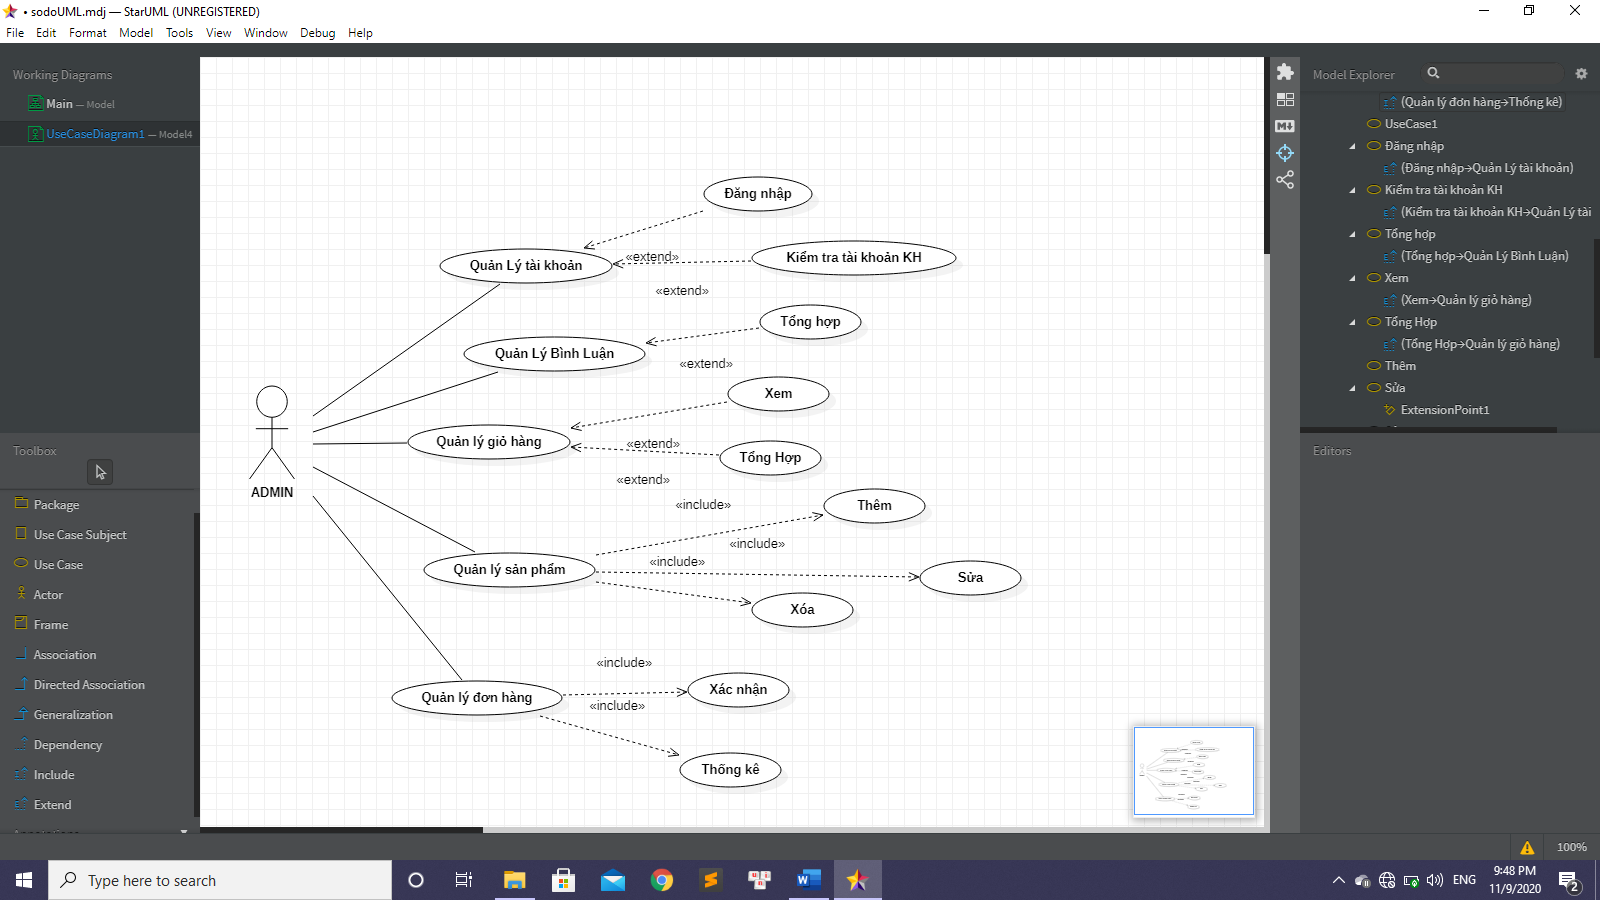 • sodoUML.mdj — StarUML (UNREGISTERED)
File Edit Format Model Tools View Window Debug Help
Working Diagrams
Main — Model
UseCaseDiagram1 — Model4
Toolbox
Package
Use Case Subject
Use Case
Actor
Frame
Association
Directed Association
Generalization
Dependency
Include
Extend
Đăng nhập
Quản Lý tài khoản
«extend»
Kiểm tra tài khoản KH
«extend»
Tổng hợp
Quản Lý Bình Luận
«extend»
Xem
Quản lý giỏ hàng
«extend»
Tổng Hợp
«extend»
ADMIN
«include»
Thêm
«include»
«include»
Quản lý sản phẩm
Sửa
Xóa
«include»
Quản lý đơn hàng
Xác nhận
«include»
Thống kê
M↓
Model Explorer
(Quản lý đơn hàng→Thống kê)
UseCase1
Đăng nhập
(Đăng nhập→Quản Lý tài khoản)
Kiểm tra tài khoản KH
(Kiểm tra tài khoản KH→Quản Lý tài
Tổng hợp
(Tổng hợp→Quản Lý Bình Luận)
Xem
(Xem→Quản lý giỏ hàng)
Tổng Hợp
(Tổng Hợp→Quản lý giỏ hàng)
Thêm
Sửa
ExtensionPoint1
Editors
100%
Type here to search
ENG
9:48 PM
11/9/2020
2